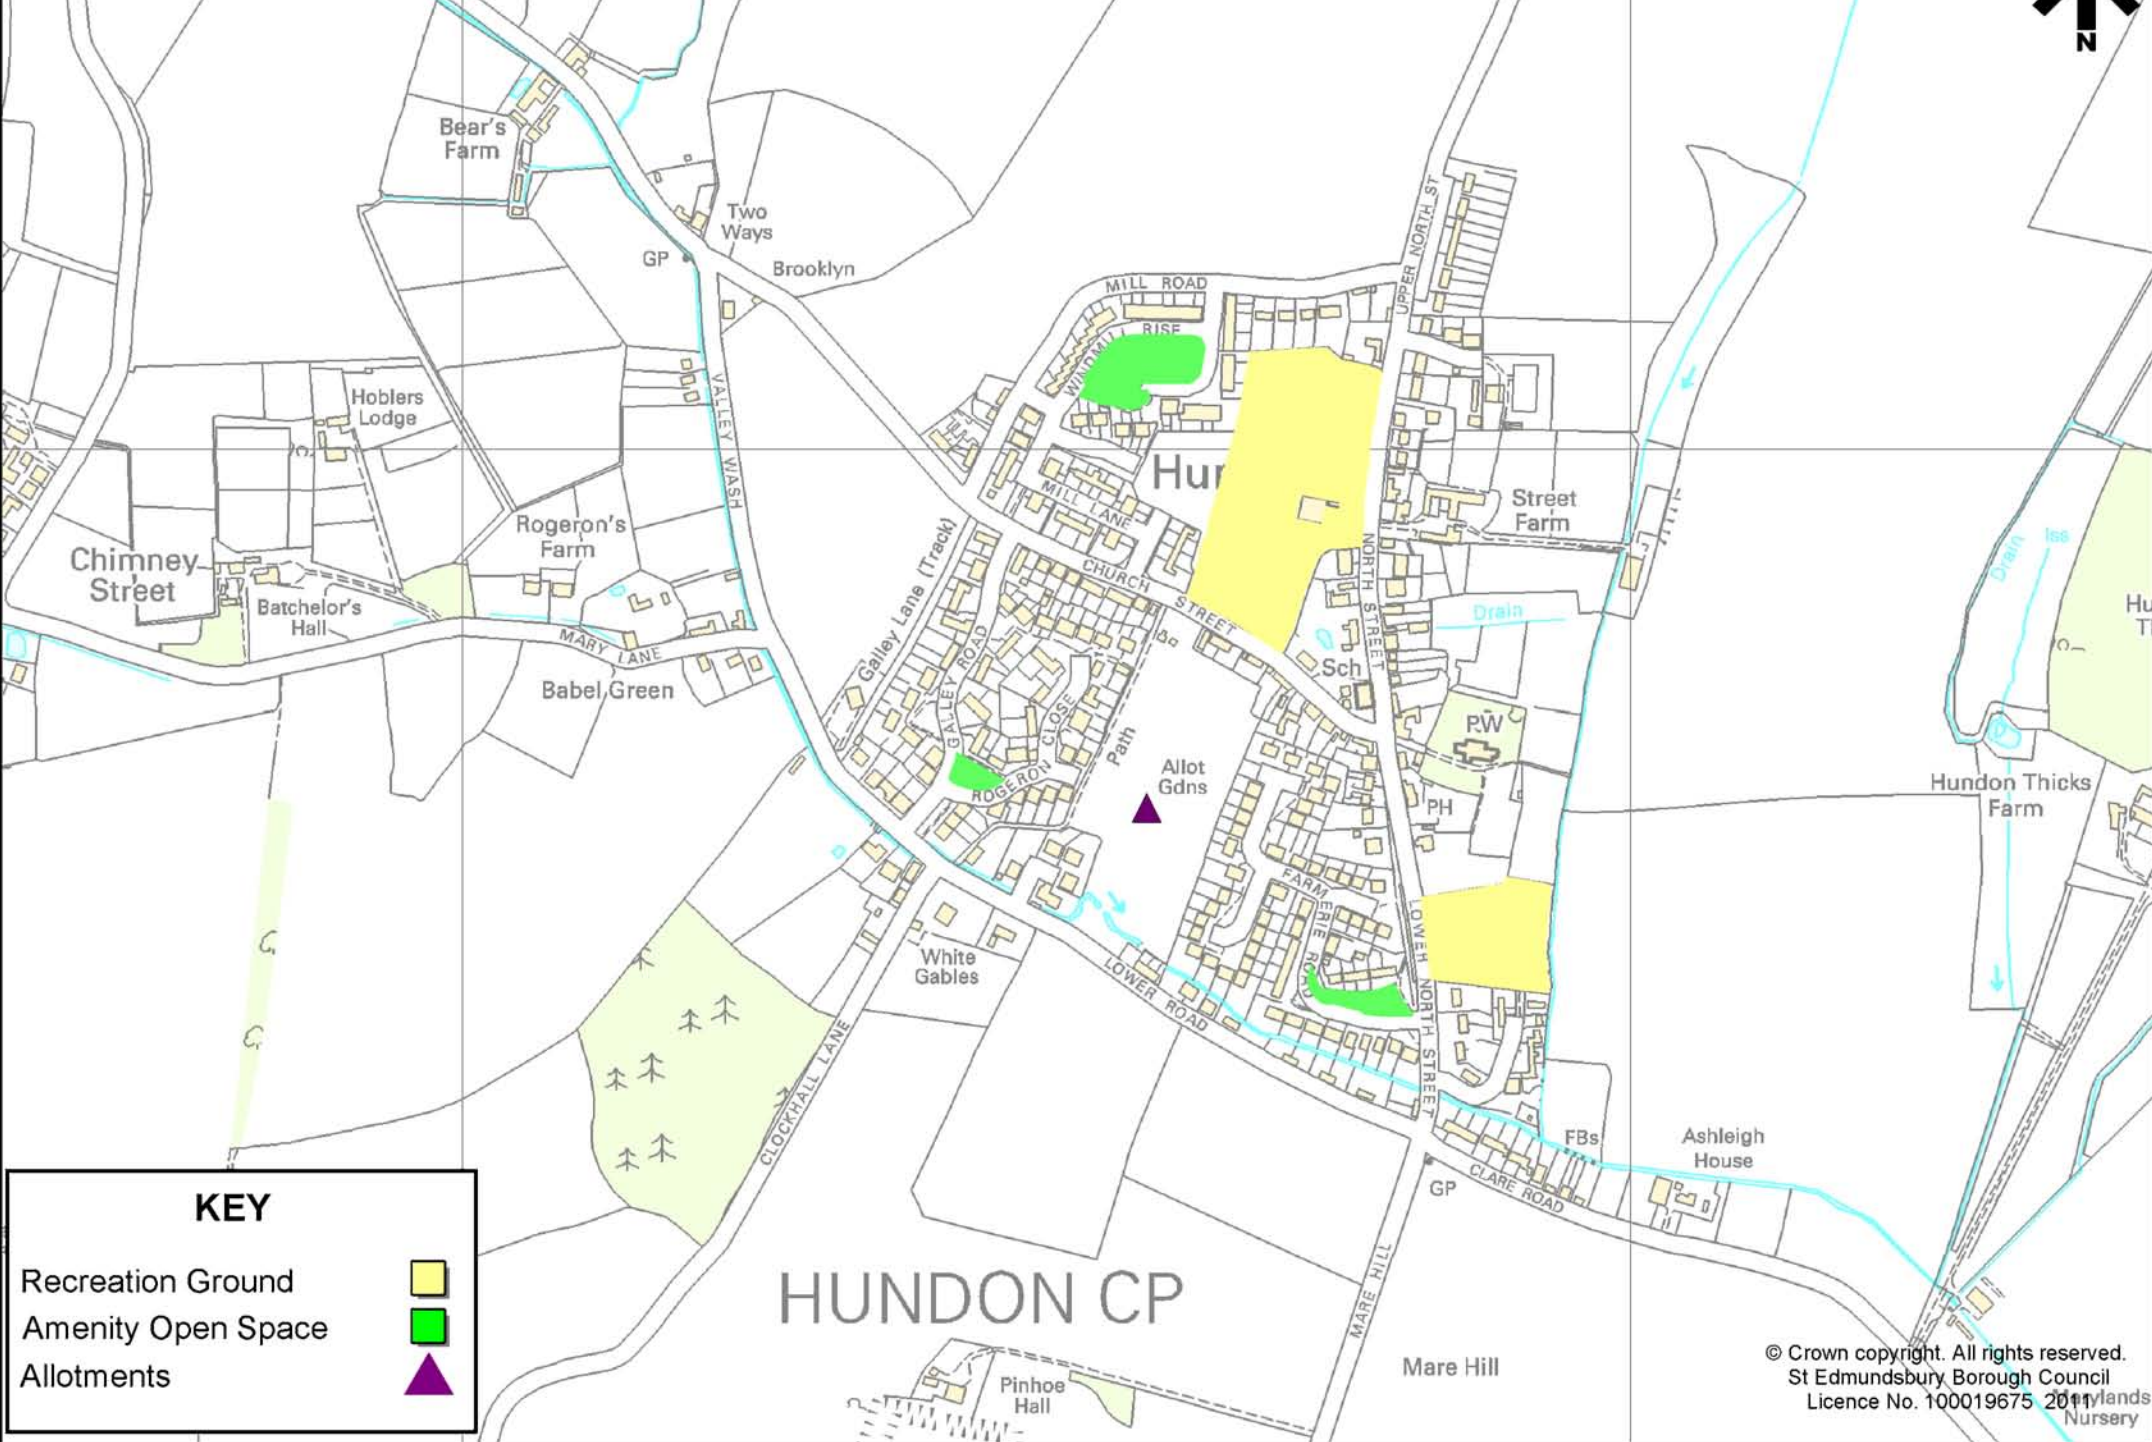 N
Bear's
Farm
Two
Ways
GP
Brooklyn
UPPER NORTH ST
MILL ROAD
WINDMILL RISE
Hoblers
Lodge
VALLEY WASH
Hun
MILL LANE
Street
Farm
Rogeron's
Farm
Chimney
Street
Batchelor's
Hall
Galley Lane (Track)
CHURCH STREET
NORTH STREET
Drain
Drain
Iss
MARY LANE
Babel Green
GALLEY ROAD
Sch
CLOSE
ROGERON
Path
PW
Allot
Gdns
PH
Hundon Thicks
Farm
FARMERIE ROAD
LOWER NORTH STREET
White
Gables
LOWER ROAD
CLOCKHALL LANE
FBs
Ashleigh
House
GP
CLARE ROAD
MARE HILL
HUNDON CP
Mare Hill
Pinhoe
Hall
KEY
Recreation Ground
Amenity Open Space
Allotments
© Crown copyright. All rights reserved.
St Edmundsbury Borough Council
Licence No. 100019675 2011
Marylands
Nursery